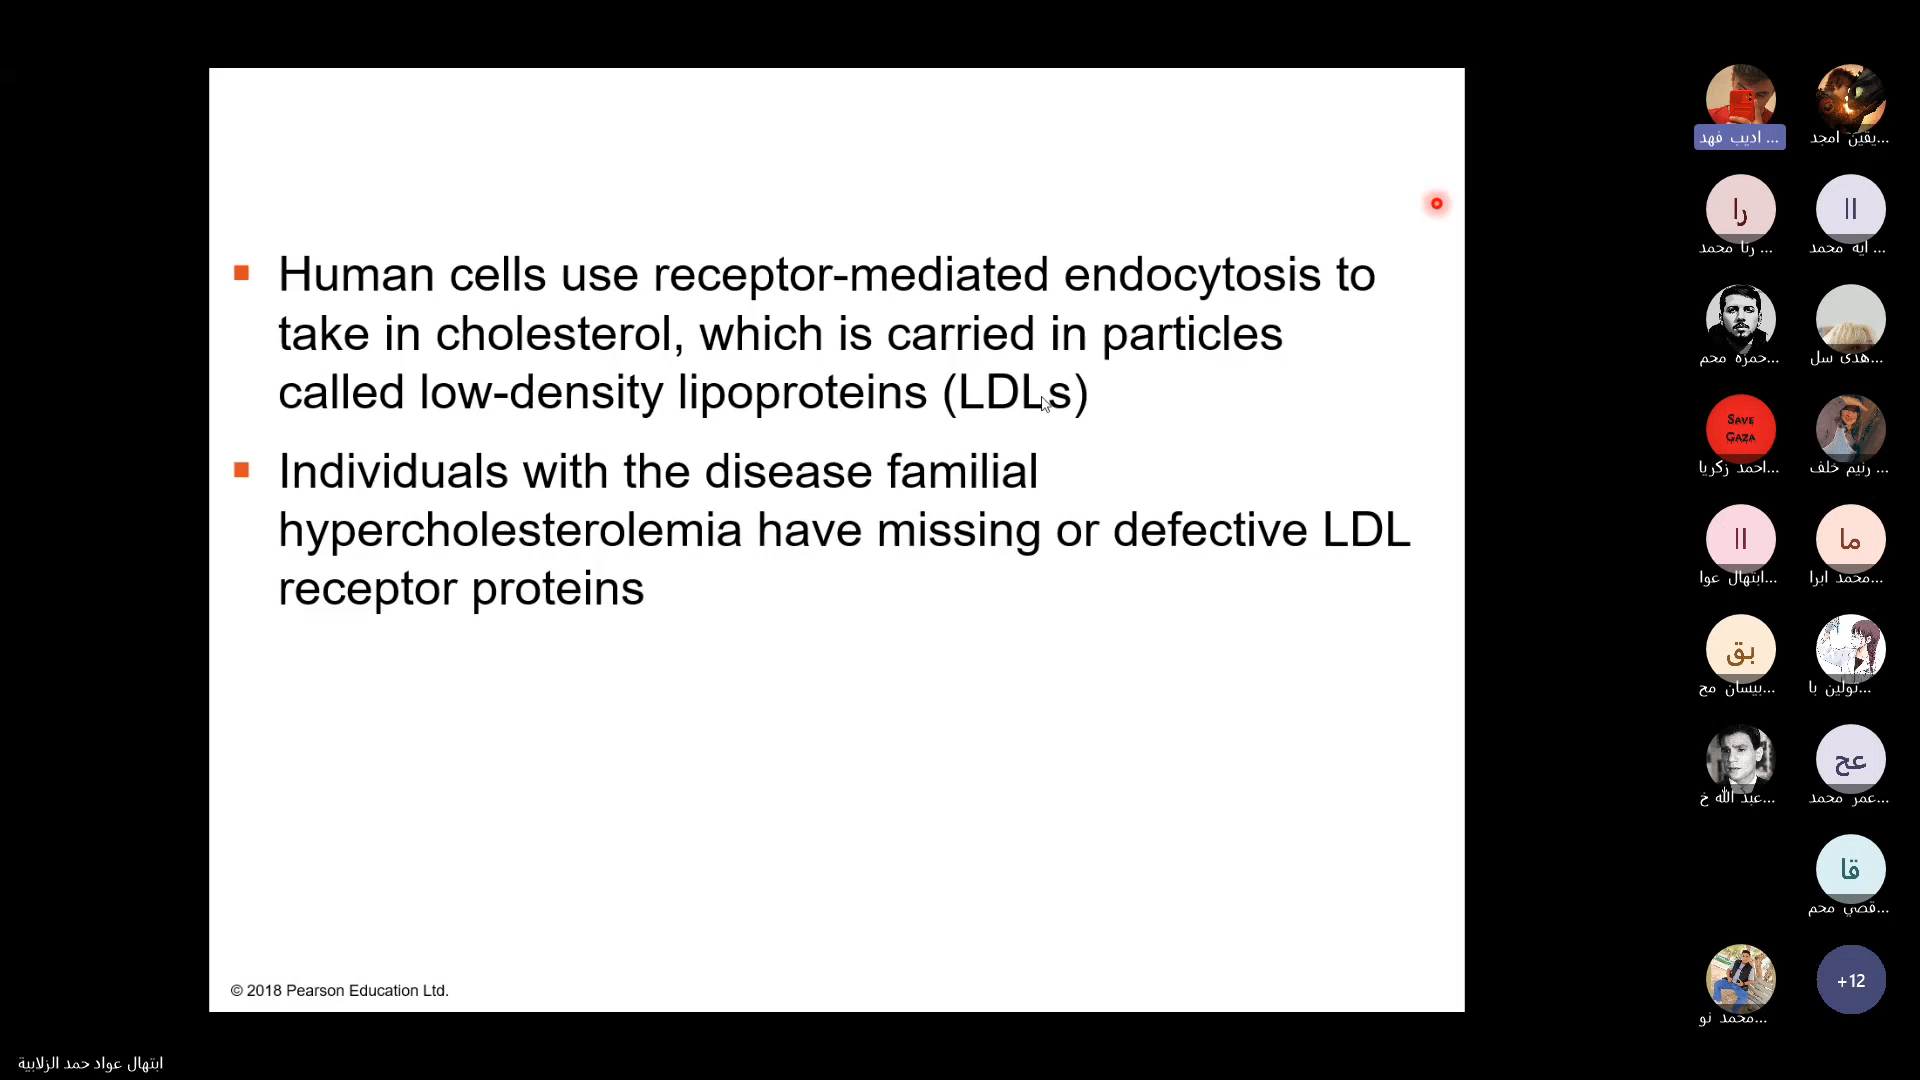 Human cells use receptor-mediated endocytosis to
take in cholesterol, which is carried in particles
called low-density lipoproteins (LDLs)
Individuals with the disease familial
hypercholesterolemia have missing or defective LDL
receptor proteins
© 2018 Pearson Education Ltd.
اديب فهد ...
يقين امجد...
را
اا
رنا محمد ...
ايه محمد ...
حمزه محم...
هدى سل...
SAVE
GAZA
احمد زكريا...
رنيم خلف ...
اا
ما
ابتهال عوا...
محمد ابرا...
بق
بيسان مح...
تولين با...
عح
عبد الله خ...
عمر محمد...
قا
قصي محم...
+12
محمد نو...
ابتهال عواد حمد الزلابية